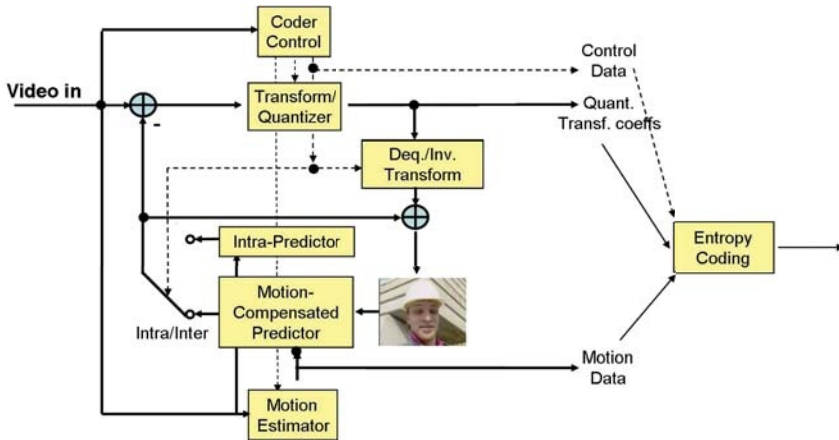 Coder
Control
Control
Data
Video in
Transform/
Quantizer
Quant.
Transf. coeffs
-
Deq./Inv.
Transform
Entropy
Coding
Intra-Predictor
Motion-
Compensated
Predictor
Intra/Inter
Motion
Data
Motion
Estimator